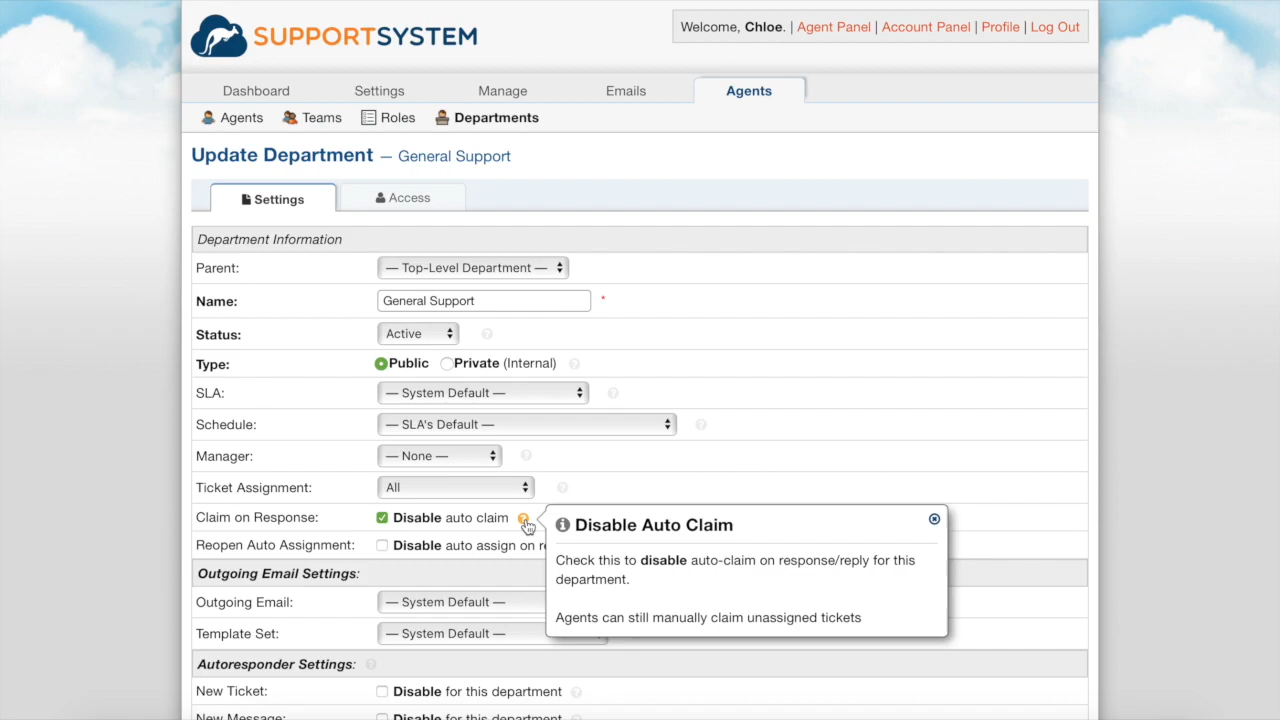 SUPPORTSYSTEM
Welcome, Chloe. | Agent Panel | Account Panel | Profile | Log Out
Dashboard Settings Manage Emails Agents
Agents Teams Roles Departments
Update Department — General Support
Settings Access
Department Information
Parent: — Top-Level Department —
Name: General Support *
Status: Active ?
Type: Public Private (Internal) ?
SLA: — System Default — ?
Schedule: — SLA's Default — ?
Manager: — None — ?
Ticket Assignment: All ?
Claim on Response: Disable auto claim ?
Disable Auto Claim
Check this to disable auto-claim on response/reply for this
department.
Agents can still manually claim unassigned tickets
Reopen Auto Assignment: Disable auto assign on
Outgoing Email Settings:
Outgoing Email: — System Default —
Template Set: — System Default —
Autoresponder Settings: ?
New Ticket: Disable for this department ?
New Message: Disable for this department